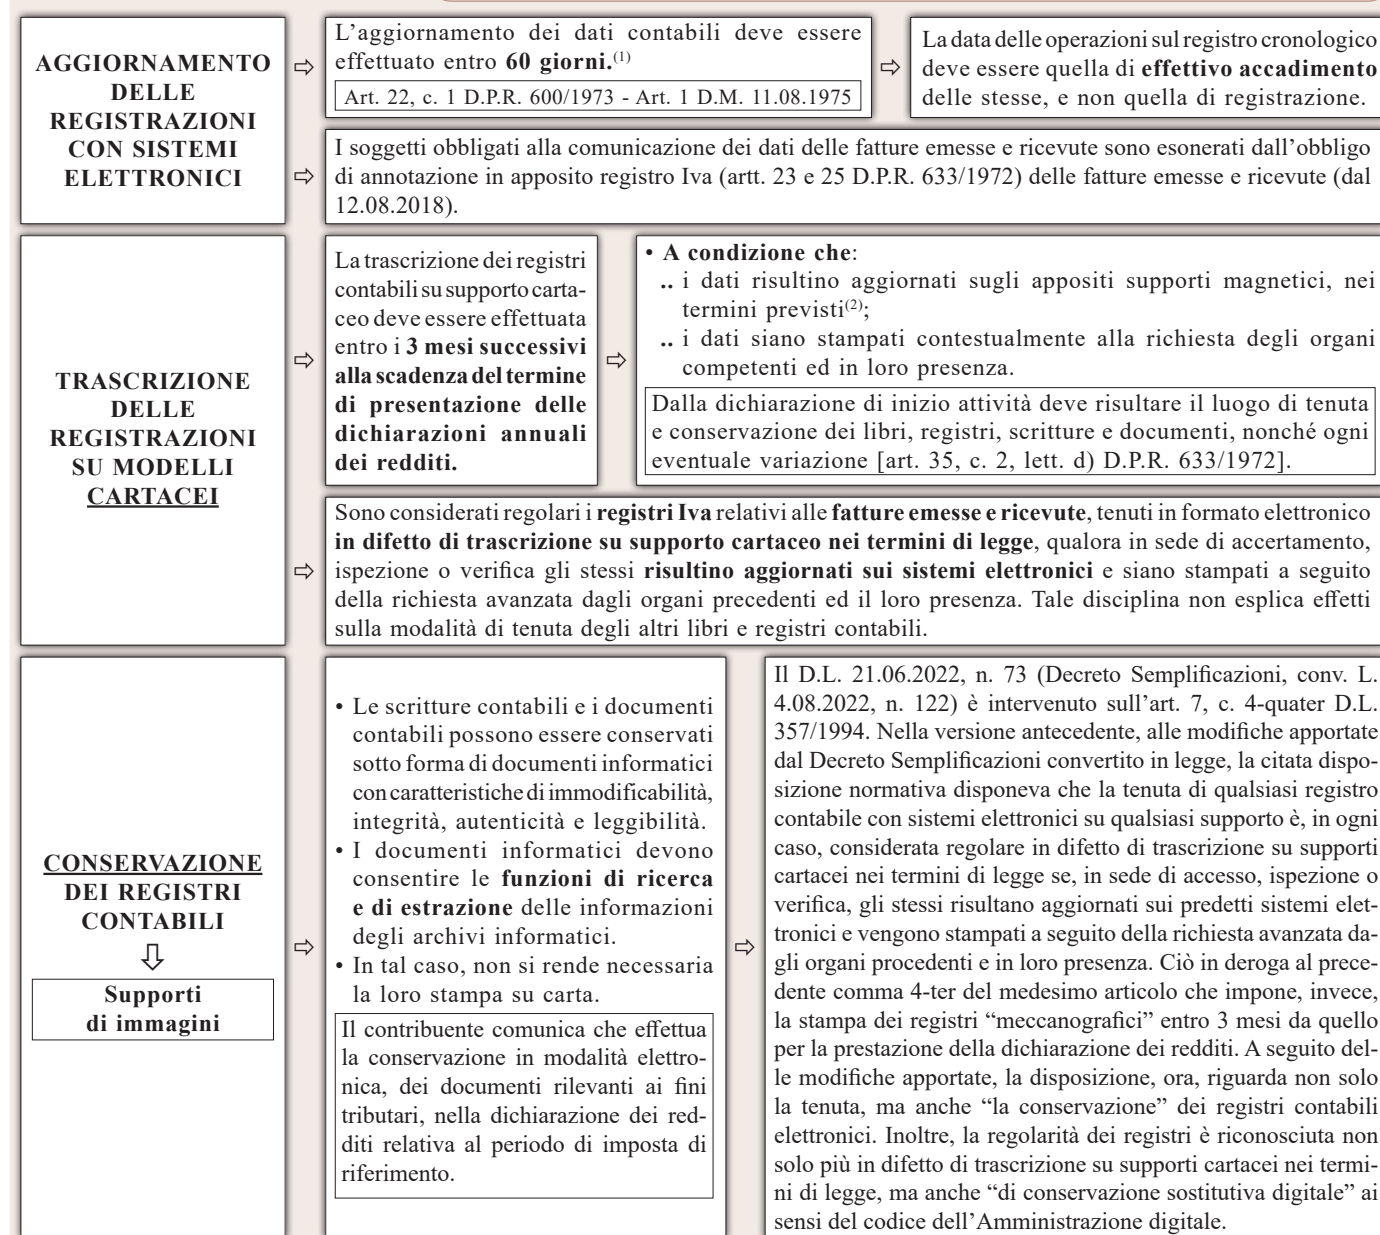 AGGIORNAMENTO
DELLE
REGISTRAZIONI
CON SISTEMI
ELETTRONICI
⇨
L'aggiornamento dei dati contabili deve essere
effettuato entro 60 giorni.(1)
Art. 22, c. 1 D.P.R. 600/1973 - Art. 1 D.M. 11.08.1975
⇨
La data delle operazioni sul registro cronologico
deve essere quella di effettivo accadimento
delle stesse, e non quella di registrazione.
⇨
I soggetti obbligati alla comunicazione dei dati delle fatture emesse e ricevute sono esonerati dall'obbligo
di annotazione in apposito registro Iva (artt. 23 e 25 D.P.R. 633/1972) delle fatture emesse e ricevute (dal
12.08.2018).
TRASCRIZIONE
DELLE
REGISTRAZIONI
SU MODELLI
CARTACEI
⇨
La trascrizione dei registri
contabili su supporto carta-
ceo deve essere effettuata
entro i 3 mesi successivi
alla scadenza del termine
di presentazione delle
dichiarazioni annuali
dei redditi.
⇨
• A condizione che:
.. i dati risultino aggiornati sugli appositi supporti magnetici, nei
termini previsti(2);
.. i dati siano stampati contestualmente alla richiesta degli organi
competenti ed in loro presenza.
Dalla dichiarazione di inizio attività deve risultare il luogo di tenuta
e conservazione dei libri, registri, scritture e documenti, nonché ogni
eventuale variazione [art. 35, c. 2, lett. d) D.P.R. 633/1972].
⇨
Sono considerati regolari i registri Iva relativi alle fatture emesse e ricevute, tenuti in formato elettronico
in difetto di trascrizione su supporto cartaceo nei termini di legge, qualora in sede di accertamento,
ispezione o verifica gli stessi risultino aggiornati sui sistemi elettronici e siano stampati a seguito
della richiesta avanzata dagli organi precedenti ed il loro presenza. Tale disciplina non esplica effetti
sulla modalità di tenuta degli altri libri e registri contabili.
CONSERVAZIONE
DEI REGISTRI
CONTABILI
⇩
Supporti
di immagini
⇨
• Le scritture contabili e i documenti
contabili possono essere conservati
sotto forma di documenti informatici
con caratteristiche di immodificabilità,
integrità, autenticità e leggibilità.
• I documenti informatici devono
consentire le funzioni di ricerca
e di estrazione delle informazioni
degli archivi informatici.
• In tal caso, non si rende necessaria
la loro stampa su carta.
Il contribuente comunica che effettua
la conservazione in modalità elettro-
nica, dei documenti rilevanti ai fini
tributari, nella dichiarazione dei red-
diti relativa al periodo di imposta di
riferimento.
⇨
Il D.L. 21.06.2022, n. 73 (Decreto Semplificazioni, conv. L.
4.08.2022, n. 122) è intervenuto sull'art. 7, c. 4-quater D.L.
357/1994. Nella versione antecedente, alle modifiche apportate
dal Decreto Semplificazioni convertito in legge, la citata dispo-
sizione normativa disponeva che la tenuta di qualsiasi registro
contabile con sistemi elettronici su qualsiasi supporto è, in ogni
caso, considerata regolare in difetto di trascrizione su supporti
cartacei nei termini di legge se, in sede di accesso, ispezione o
verifica, gli stessi risultano aggiornati sui predetti sistemi elet-
tronici e vengono stampati a seguito della richiesta avanzata da-
gli organi procedenti e in loro presenza. Ciò in deroga al prece-
dente comma 4-ter del medesimo articolo che impone, invece,
la stampa dei registri “meccanografici” entro 3 mesi da quello
per la prestazione della dichiarazione dei redditi. A seguito del-
le modifiche apportate, la disposizione, ora, riguarda non solo
la tenuta, ma anche “la conservazione” dei registri contabili
elettronici. Inoltre, la regolarità dei registri è riconosciuta non
solo più in difetto di trascrizione su supporti cartacei nei termi-
ni di legge, ma anche “di conservazione sostitutiva digitale” ai
sensi del codice dell'Amministrazione digitale.